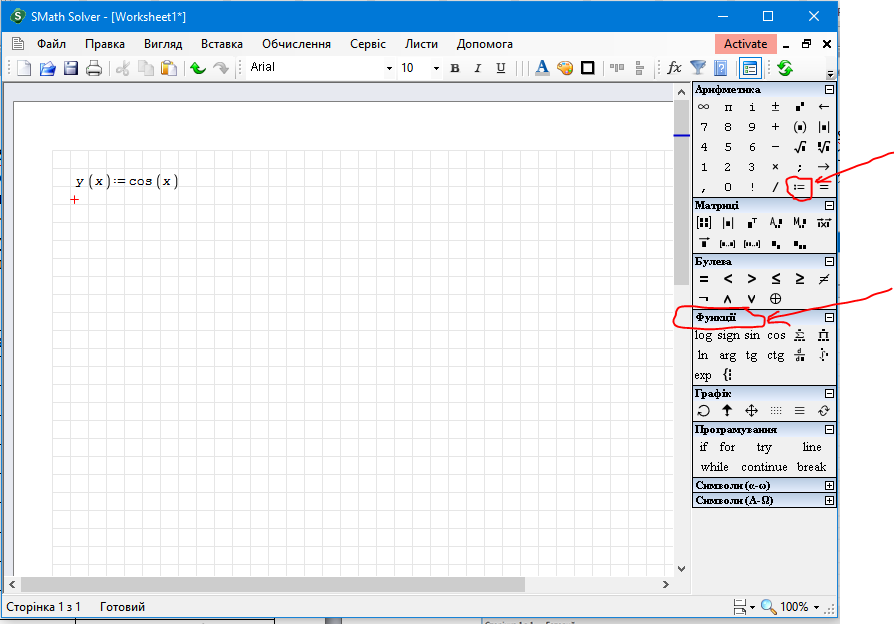 SMath Solver - [Worksheet1*]
Файл Правка Вигляд Вставка Обчислення Сервіс Листи Допомога Activate
Arial 10 B I U A fx
y(x):=cos(x)
Арифметика
∞ π i ± ←
7 8 9 +
4 5 6 −
1 2 3 × ; →
, 0 ! / := =
Матриці
Булева
= < > ≤ ≥ ≠
¬ ∧ ∨ ⊕
Функції
log sign sin cos
ln arg tg ctg
exp
Графік
Програмування
if for try line
while continue break
Символи (α-ω)
Символи (Α-Ω)
Сторінка 1 з 1 Готовий 100%